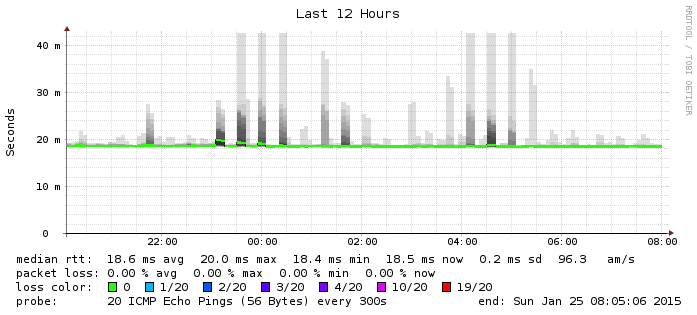 Last 12 Hours
RRDTOOL / TOBI OETIKER
Seconds
40 m
30 m
20 m
10 m
0
22:00 00:00 02:00 04:00 06:00 08:00
median rtt: 18.6 ms avg 20.0 ms max 18.4 ms min 18.5 ms now 0.2 ms sd 96.3 am/s
packet loss: 0.00 % avg 0.00 % max 0.00 % min 0.00 % now
loss color: 0 1/20 2/20 3/20 4/20 10/20 19/20
probe: 20 ICMP Echo Pings (56 Bytes) every 300s end: Sun Jan 25 08:05:06 2015